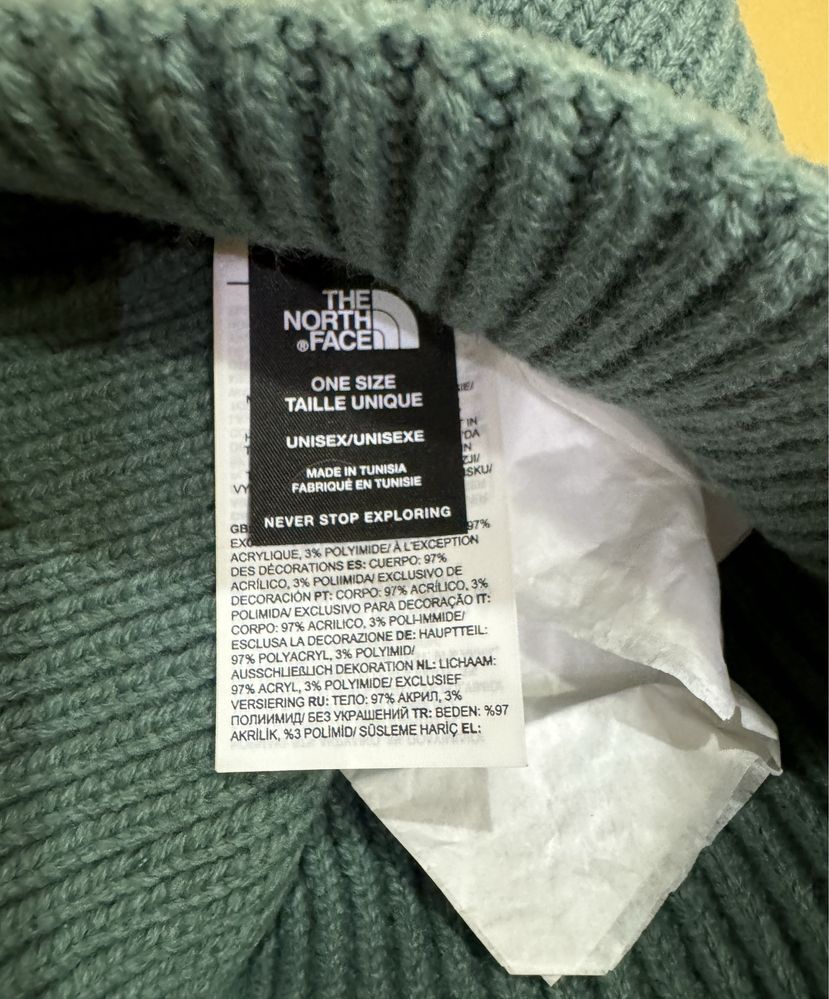 THE
NORTH
®FACE
ONE SIZE
TAILLE UNIQUE
UNISEX/UNISEXE
MADE IN TUNISIA
FABRIQUÉ EN TUNISIE
NEVER STOP EXPLORING
GB: 97%
ACRYLIQUE, 3% POLYIMIDE/ À L'EXCEPTION
DES DÉCORATIONS ES: CUERPO: 97%
ACRÍLICO, 3% POLIIMIDA/ EXCLUSIVO DE
DECORACIÓN PT: CORPO: 97% ACRÍLICO, 3%
POLIMIDA/ EXCLUSIVO PARA DECORAÇÃO IT:
CORPO: 97% ACRILICO, 3% POLI-IMMIDE/
ESCLUSA LA DECORAZIONE DE: HAUPTTEIL:
97% POLYACRYL, 3% POLYIMID/
AUSSCHLIEßLICH DEKORATION NL: LICHAAM:
97% ACRYL, 3% POLYIMIDE/ EXCLUSIEF
VERSIERING RU: ТЕЛО: 97% АКРИЛ, 3%
ПОЛИИМИД/ БЕЗ УКРАШЕНИЙ TR: BEDEN: %97
AKRİLİK, %3 POLİMİD/ SÜSLEME HARİÇ EL: